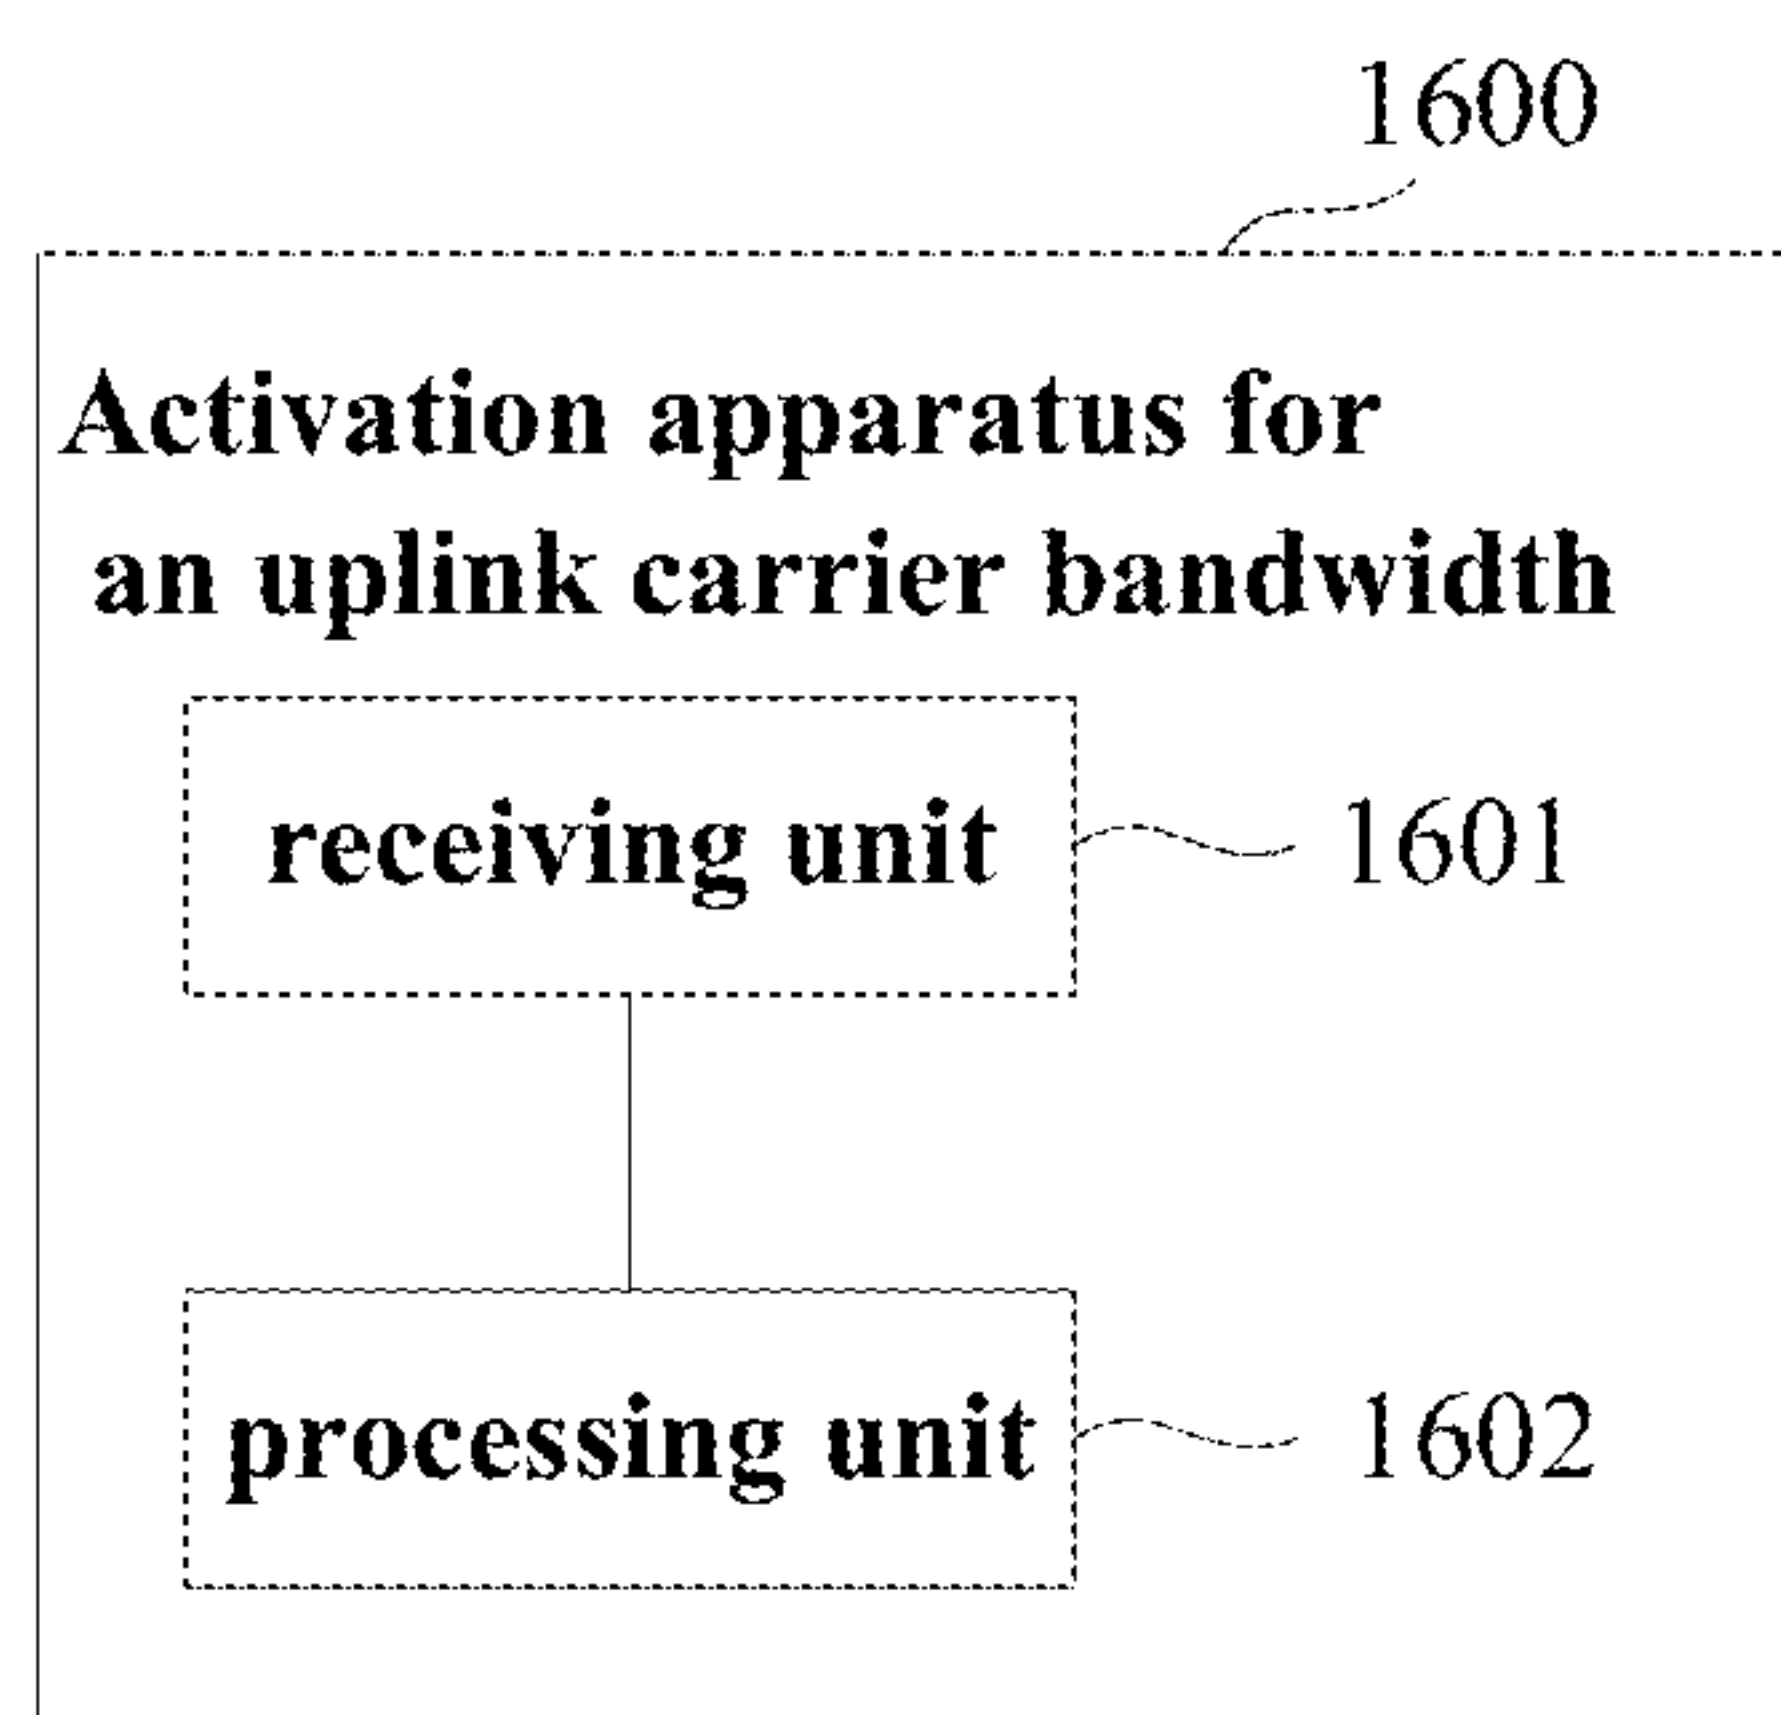 1600
Activation apparatus for
an uplink carrier bandwidth
receiving unit 1601
processing unit 1602